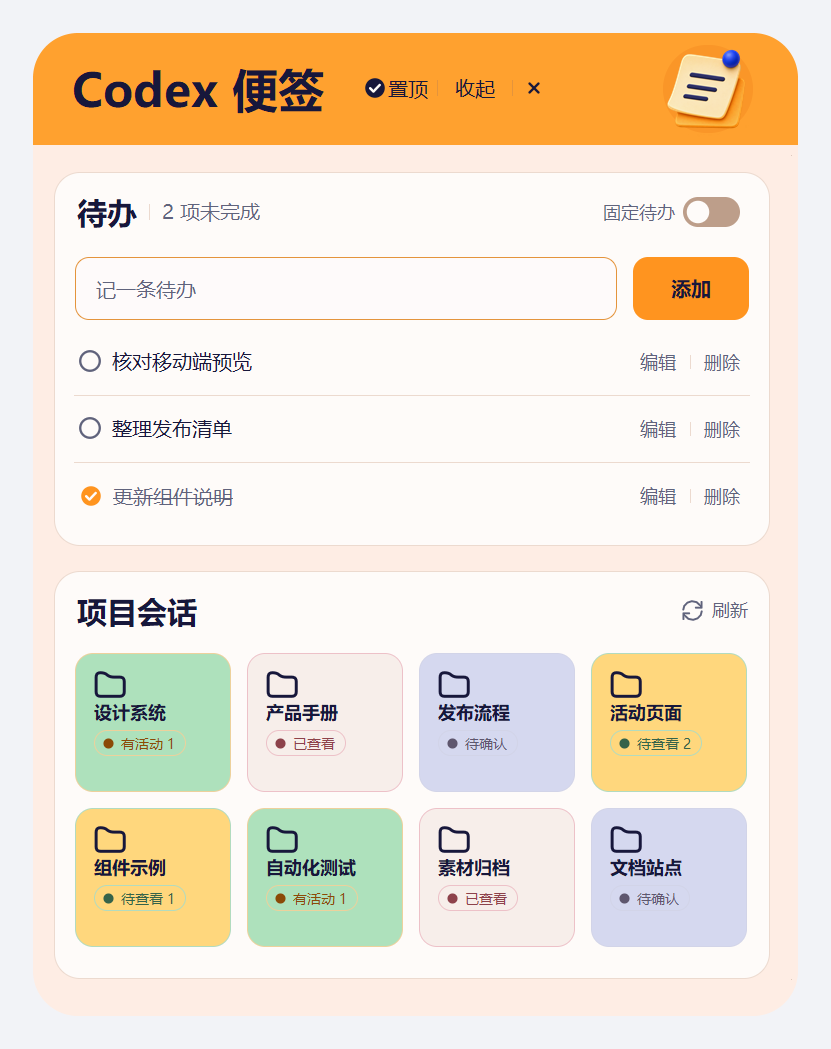 Codex 便签 置顶 收起 ×
待办 2 项未完成 固定待办
记一条待办 添加
核对移动端预览 编辑 删除
整理发布清单 编辑 删除
更新组件说明 编辑 删除
项目会话 刷新
设计系统 产品手册 发布流程 活动页面
有活动 1 已查看 待确认 待查看 2
组件示例 自动化测试 素材归档 文档站点
待查看 1 有活动 1 已查看 待确认